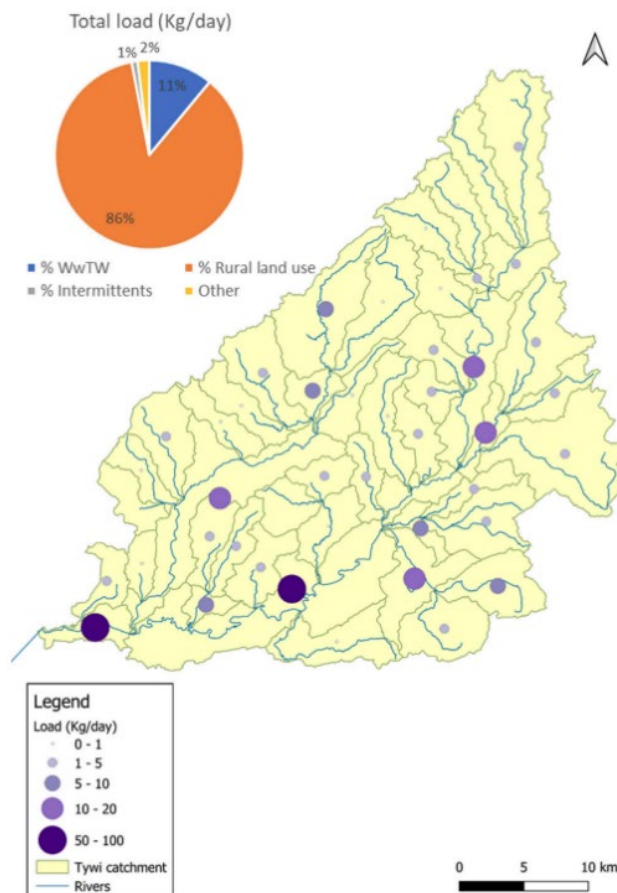 Total load (Kg/day)
1% 2%
11%
86%
% WwTW % Rural land use
% Intermittents Other
Legend
Load (Kg/day)
0 - 1
1 - 5
5 - 10
10 - 20
50 - 100
Tywi catchment
Rivers
0 5 10 km